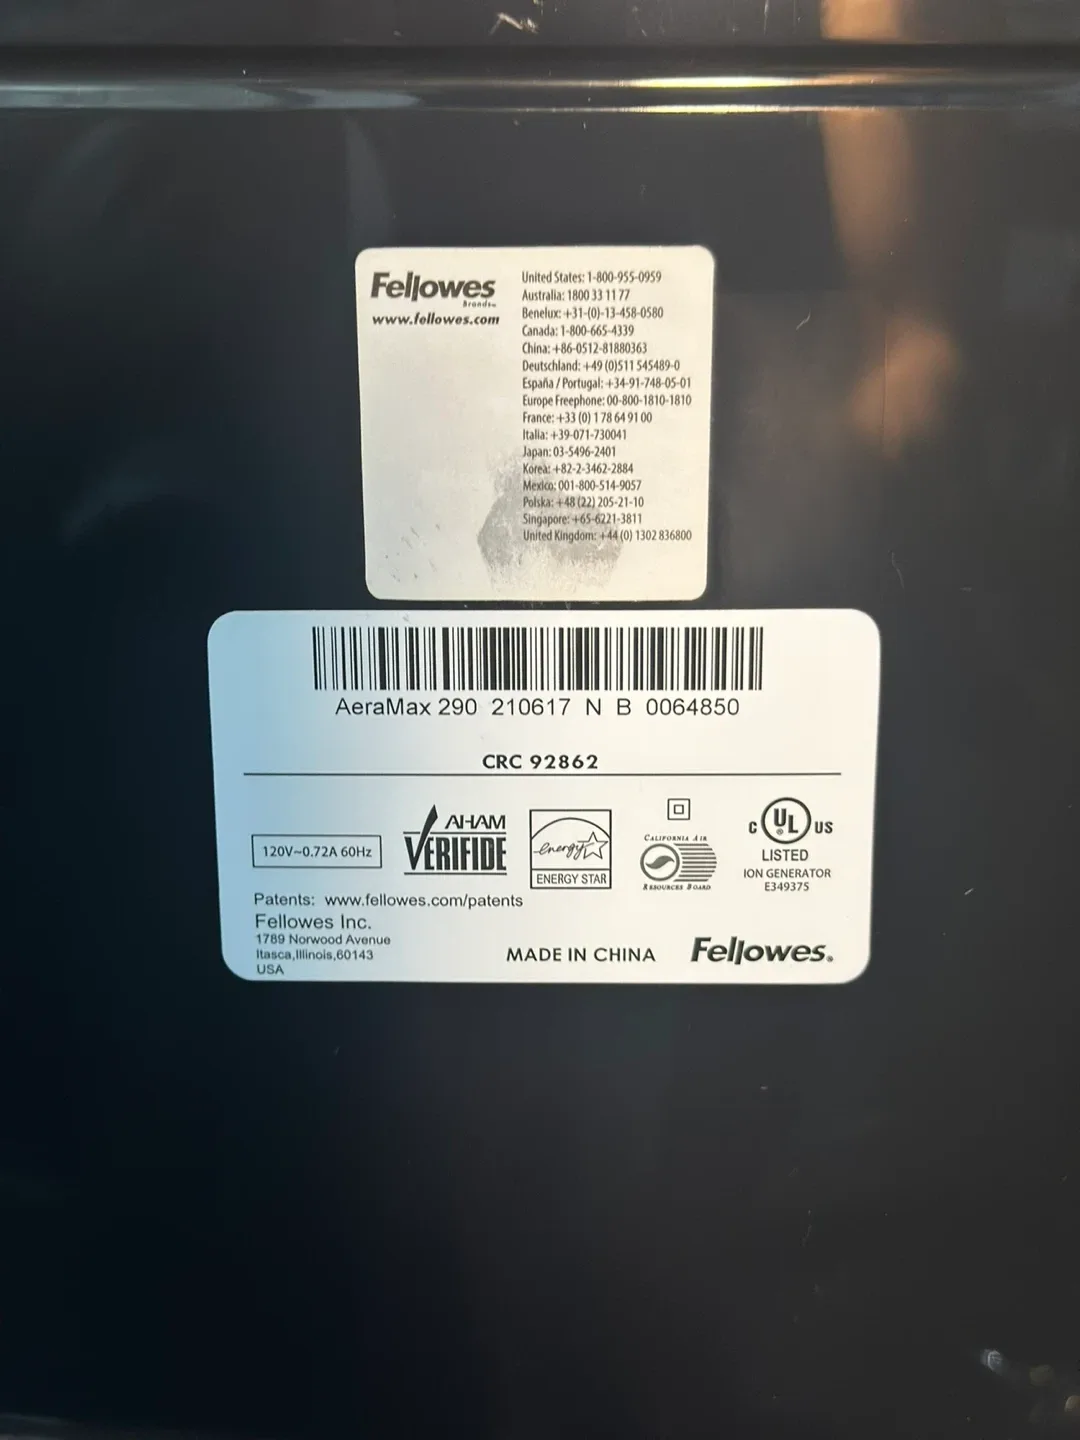 Fellowes
Brands™
www.fellowes.com
United States: 1-800-955-0959
Australia: 1800 33 11 77
Benelux: +31-(0)-13-458-0580
Canada: 1-800-665-4339
China: +86-0512-81880363
Deutschland: +49 (0)511 545489-0
España / Portugal: +34-91-748-05-01
Europe Freephone: 00-800-1810-1810
France: +33 (0) 1 78 64 91 00
Italia: +39-071-730041
Japan: 03-5496-2401
Korea: +82-2-3462-2884
Mexico: 001-800-514-9057
Polska: +48 (22) 205-21-10
Singapore: +65-6221-3811
United Kingdom: +44 (0) 1302 836800
AeraMax 290 210617 N B 0064850
CRC 92862
120V~0.72A 60Hz
AHAM
VERIFIDE
energy
ENERGY STAR
CALIFORNIA AIR
RESOURCES BOARD
C UL US
®
LISTED
ION GENERATOR
E349375
Patents: www.fellowes.com/patents
Fellowes Inc.
1789 Norwood Avenue
Itasca,Illinois,60143
USA
MADE IN CHINA
Fellowes®